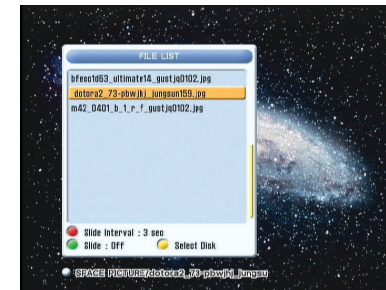 FILE LIST
bfeso1d63_ultimate14_gustjq0102.jpg
dotora2_73-pbwjhj_jungsun159.jpg
m42_0401_b_1_r_f_gustjq0102.jpg
Slide Interval : 3 sec
Slide : Off Select Disk
SPACE PICTURE/dotora2_73-pbwjhj_jungsu